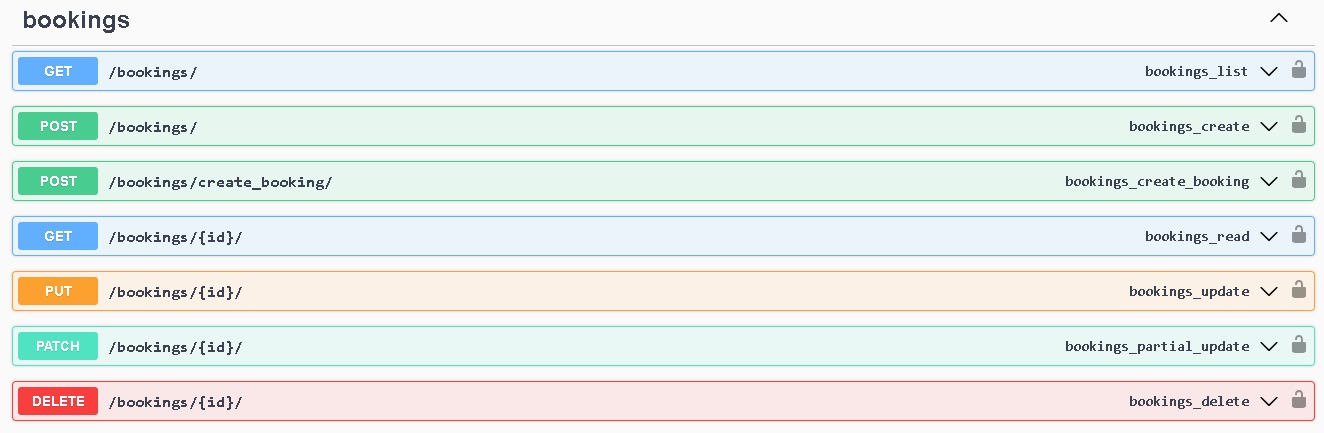 bookings
GET /bookings/ bookings_list
POST /bookings/ bookings_create
POST /bookings/create_booking/ bookings_create_booking
GET /bookings/{id}/ bookings_read
PUT /bookings/{id}/ bookings_update
PATCH /bookings/{id}/ bookings_partial_update
DELETE /bookings/{id}/ bookings_delete